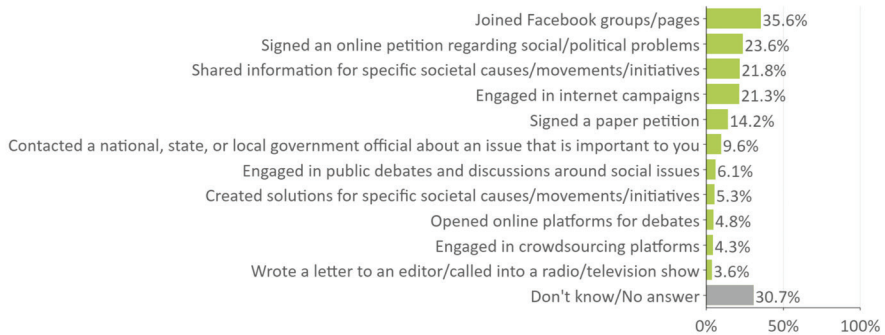 Joined Facebook groups/pages 35.6%
Signed an online petition regarding social/political problems 23.6%
Shared information for specific societal causes/movements/initiatives 21.8%
Engaged in internet campaigns 21.3%
Signed a paper petition 14.2%
Contacted a national, state, or local government official about an issue that is important to you 9.6%
Engaged in public debates and discussions around social issues 6.1%
Created solutions for specific societal causes/movements/initiatives 5.3%
Opened online platforms for debates 4.8%
Engaged in crowdsourcing platforms 4.3%
Wrote a letter to an editor/called into a radio/television show 3.6%
Don't know/No answer 30.7%
0% 50% 100%